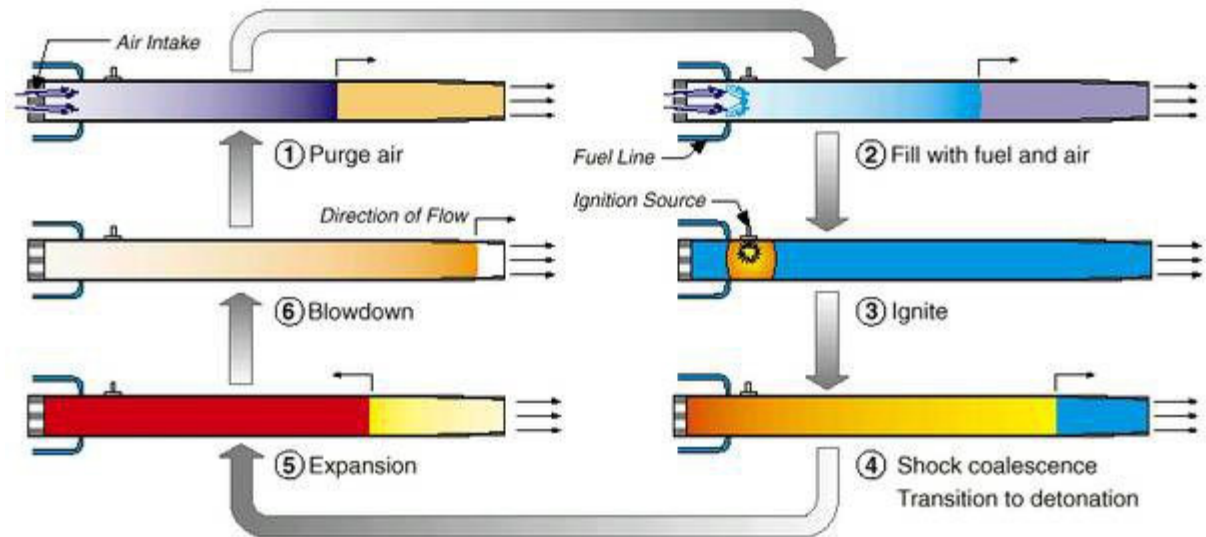 Air Intake
① Purge air
Fuel Line
② Fill with fuel and air
Direction of Flow
Ignition Source
⑥ Blowdown
③ Ignite
⑤ Expansion
④ Shock coalescence
Transition to detonation